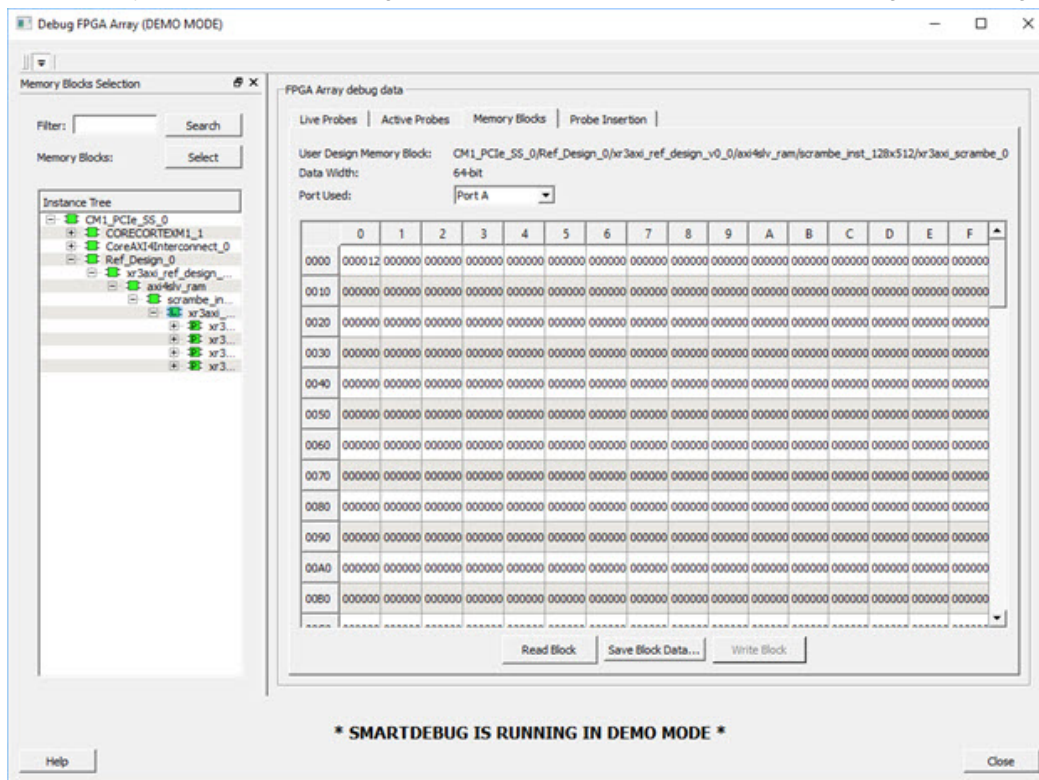 Debug FPGA Array (DEMO MODE)
Memory Blocks Selection
Filter:
Search
Memory Blocks:
Select
Instance Tree
CM1_PCIe_SS_0
CORECORTEXM1_1
CoreAXI4Interconnect_0
Ref_Design_0
xr3axi_ref_design_...
axi4slv_ram
scrambe_in...
xr3axi_...
xr3...
xr3...
xr3...
xr3...
FPGA Array debug data
Live Probes Active Probes Memory Blocks Probe Insertion
User Design Memory Block: CM1_PCIe_SS_0/Ref_Design_0/xr3axi_ref_design_v0_0/axi4slv_ram/scrambe_inst_128x512/xr3axi_scrambe_0
Data Width: 64-bit
Port Used: Port A
0 1 2 3 4 5 6 7 8 9 A B C D E F
0000 000012 000000 000000 000000 000000 000000 000000 000000 000000 000000 000000 000000 000000 000000 000000 000000
0010 000000 000000 000000 000000 000000 000000 000000 000000 000000 000000 000000 000000 000000 000000 000000 000000
0020 000000 000000 000000 000000 000000 000000 000000 000000 000000 000000 000000 000000 000000 000000 000000 000000
0030 000000 000000 000000 000000 000000 000000 000000 000000 000000 000000 000000 000000 000000 000000 000000 000000
0040 000000 000000 000000 000000 000000 000000 000000 000000 000000 000000 000000 000000 000000 000000 000000 000000
0050 000000 000000 000000 000000 000000 000000 000000 000000 000000 000000 000000 000000 000000 000000 000000 000000
0060 000000 000000 000000 000000 000000 000000 000000 000000 000000 000000 000000 000000 000000 000000 000000 000000
0070 000000 000000 000000 000000 000000 000000 000000 000000 000000 000000 000000 000000 000000 000000 000000 000000
0080 000000 000000 000000 000000 000000 000000 000000 000000 000000 000000 000000 000000 000000 000000 000000 000000
0090 000000 000000 000000 000000 000000 000000 000000 000000 000000 000000 000000 000000 000000 000000 000000 000000
00A0 000000 000000 000000 000000 000000 000000 000000 000000 000000 000000 000000 000000 000000 000000 000000 000000
00B0 000000 000000 000000 000000 000000 000000 000000 000000 000000 000000 000000 000000 000000 000000 000000 000000
Read Block Save Block Data... Write Block
* SMARTDEBUG IS RUNNING IN DEMO MODE *
Help
Close